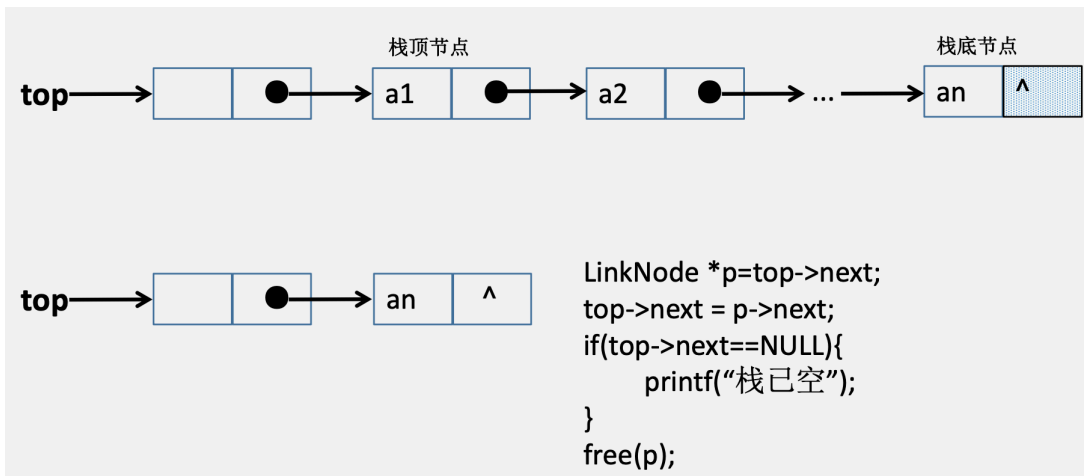 栈顶节点
栈底节点
top a1 a2 ... an ^
top an ^
LinkNode *p=top->next;
top->next = p->next;
if(top->next==NULL){
printf(“栈已空”);
}
free(p);